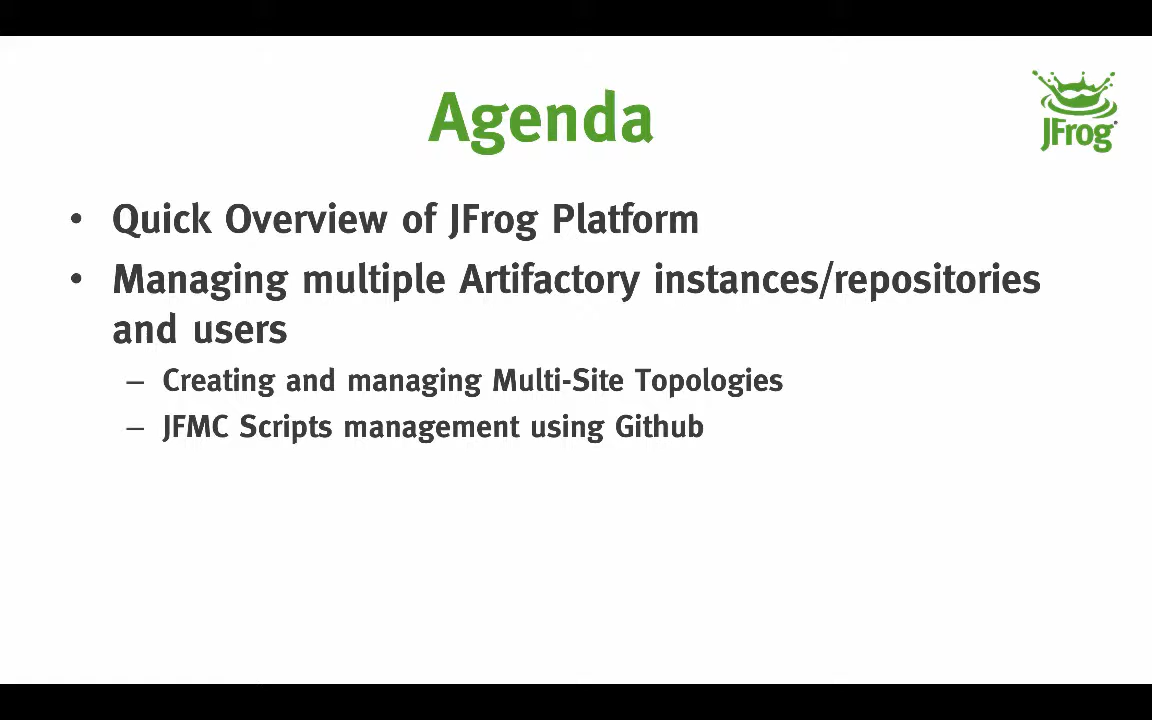 Agenda
JFrog
• Quick Overview of JFrog Platform
• Managing multiple Artifactory instances/repositories
and users
– Creating and managing Multi-Site Topologies
– JFMC Scripts management using Github